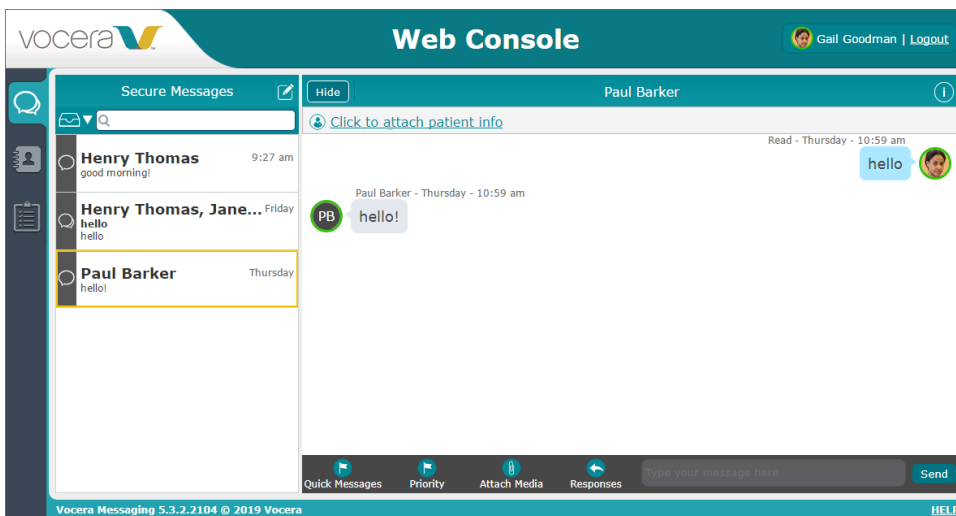 vocera
Web Console
Gail Goodman | Logout
Secure Messages
Hide
Paul Barker
Click to attach patient info
Henry Thomas 9:27 am
good morning!
Henry Thomas, Jane... Friday
hello
hello
Paul Barker Thursday
hello!
Read - Thursday - 10:59 am
hello
Paul Barker - Thursday - 10:59 am
PB hello!
Quick Messages Priority Attach Media Responses Type your message here Send
Vocera Messaging 5.3.2.2104 © 2019 Vocera HELP